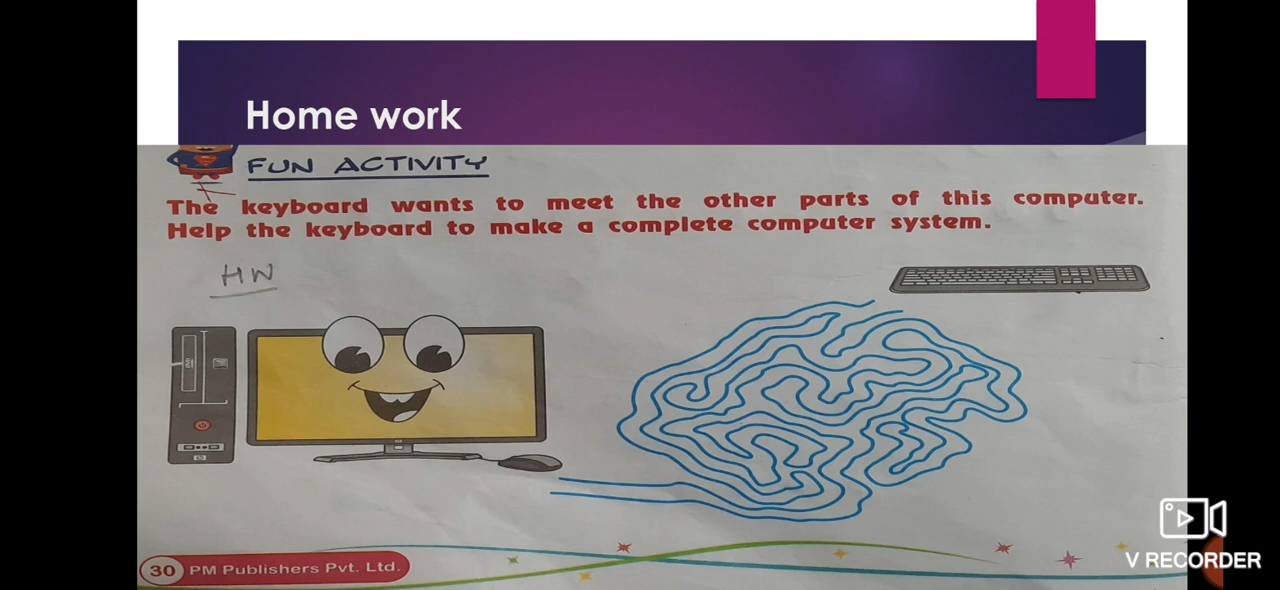 Home work
FUN ACTIVITY
The keyboard wants to meet the other parts of this computer.
Help the keyboard to make a complete computer system.
HW
30 PM Publishers Pvt. Ltd.
V RECORDER